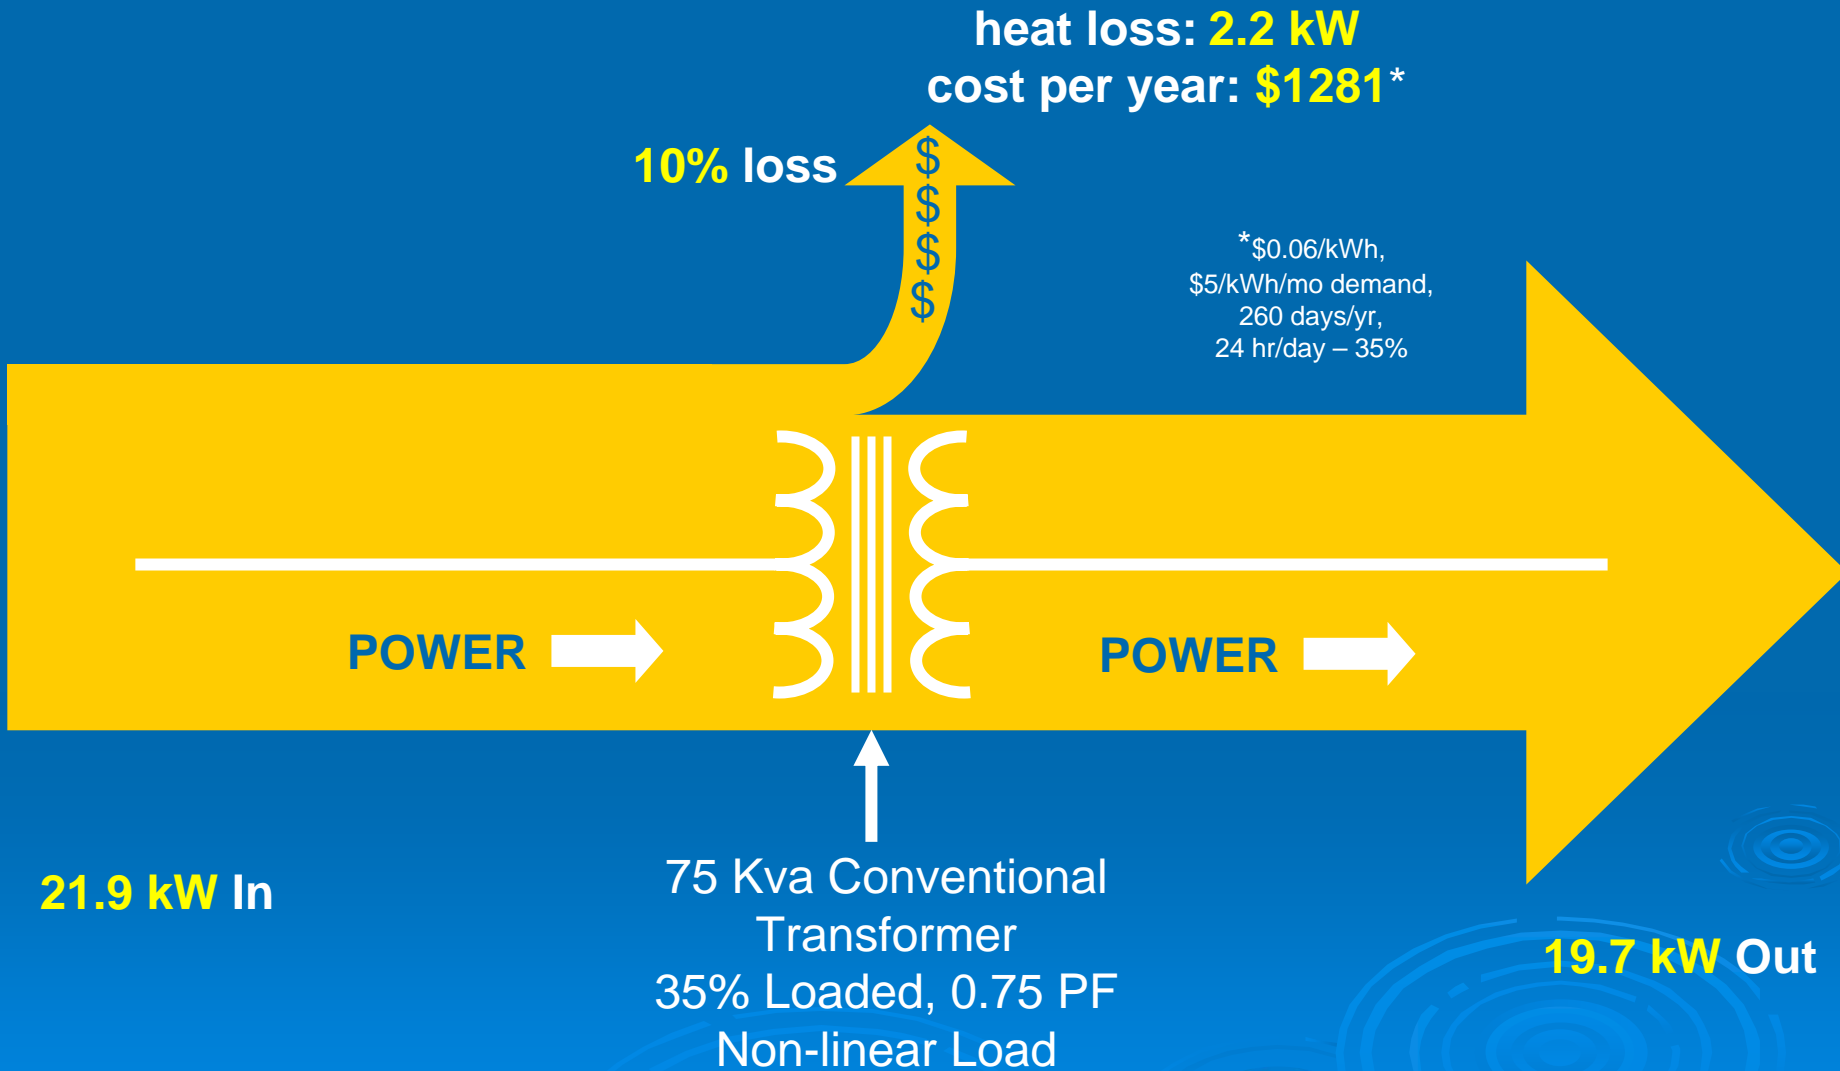 heat loss: 2.2 kW
cost per year: $1281*
10% loss
$
$
$
$
*$0.06/kWh,
$5/kWh/mo demand,
260 days/yr,
24 hr/day – 35%
POWER
POWER
21.9 kW In
75 Kva Conventional
Transformer
35% Loaded, 0.75 PF
Non-linear Load
19.7 kW Out